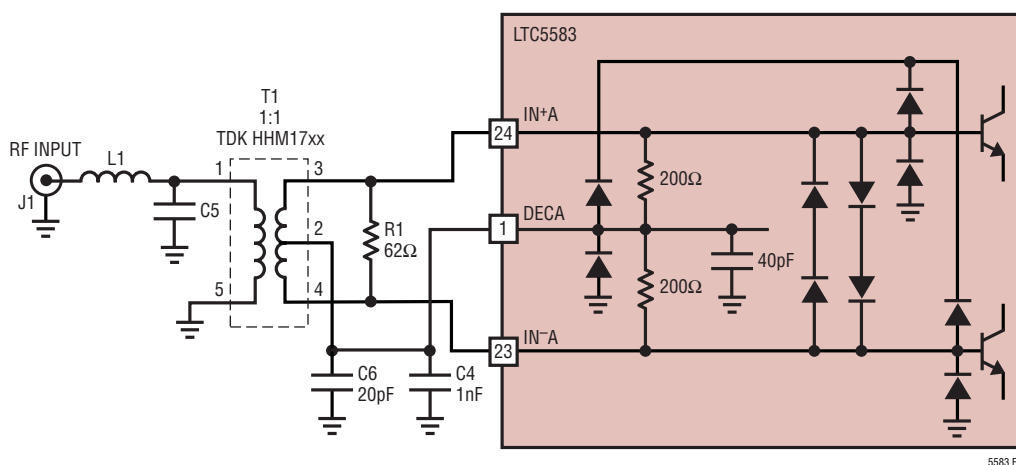 LTC5583
T1
1:1
TDK HHM17xx
RF INPUT
J1
L1
C5
1
5
3
2
4
R1
62Ω
C6
20pF
C4
1nF
24
IN+A
200Ω
1
DECA
40pF
200Ω
23
IN–A
5583 F